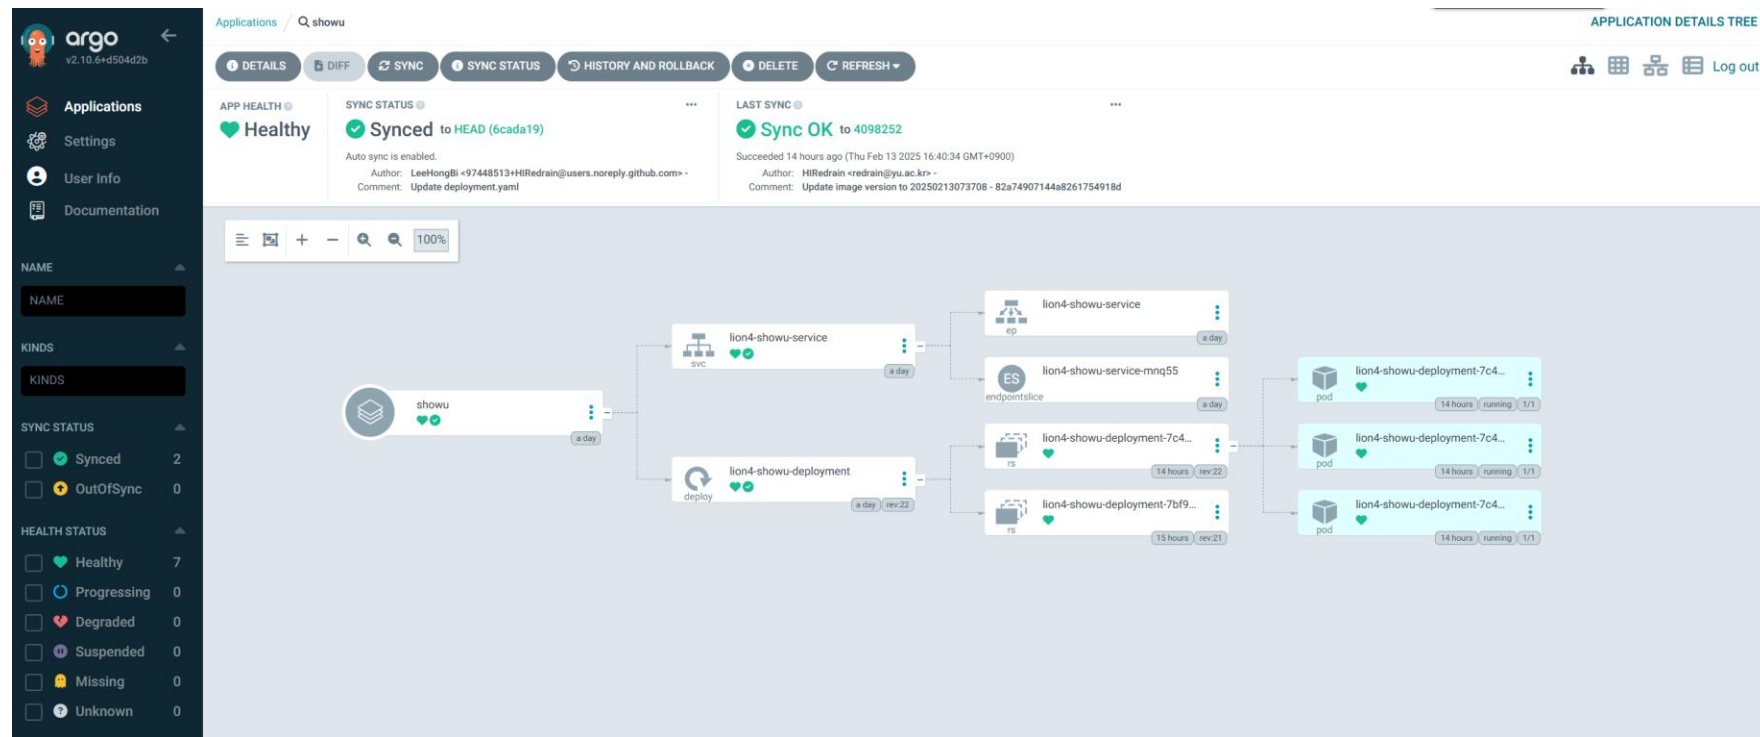 argo
v2.10.6+d504d2b
Applications
Settings
User Info
Documentation
NAME
NAME
KINDS
KINDS
SYNC STATUS
Synced 2
OutOfSync 0
HEALTH STATUS
Healthy 7
Progressing 0
Degraded 0
Suspended 0
Missing 0
Unknown 0
Applications / showu
APPLICATION DETAILS TREE
DETAILS DIFF SYNC SYNC STATUS HISTORY AND ROLLBACK DELETE REFRESH
Log out
APP HEALTH
Healthy
SYNC STATUS
Synced to HEAD (6cada19)
Auto sync is enabled.
Author: LeeHongBi <97448513+HIRedrain@users.noreply.github.com> -
Comment: Update deployment.yaml
LAST SYNC
Sync OK to 4098252
Succeeded 14 hours ago (Thu Feb 13 2025 16:40:34 GMT+0900)
Author: HIRedrain <redrain@yu.ac.kr> -
Comment: Update image version to 20250213073708 - 82a74907144a8261754918d
100%
showu
a day
lion4-showu-service
svc
a day
lion4-showu-deployment
deploy
a day rev:22
lion4-showu-service
ep
a day
ES
lion4-showu-service-mnq55
endpointslice
a day
lion4-showu-deployment-7c4...
rs
14 hours rev:22
lion4-showu-deployment-7bf9...
rs
15 hours rev:21
lion4-showu-deployment-7c4...
pod
14 hours running 1/1
lion4-showu-deployment-7c4...
pod
14 hours running 1/1
lion4-showu-deployment-7c4...
pod
14 hours running 1/1